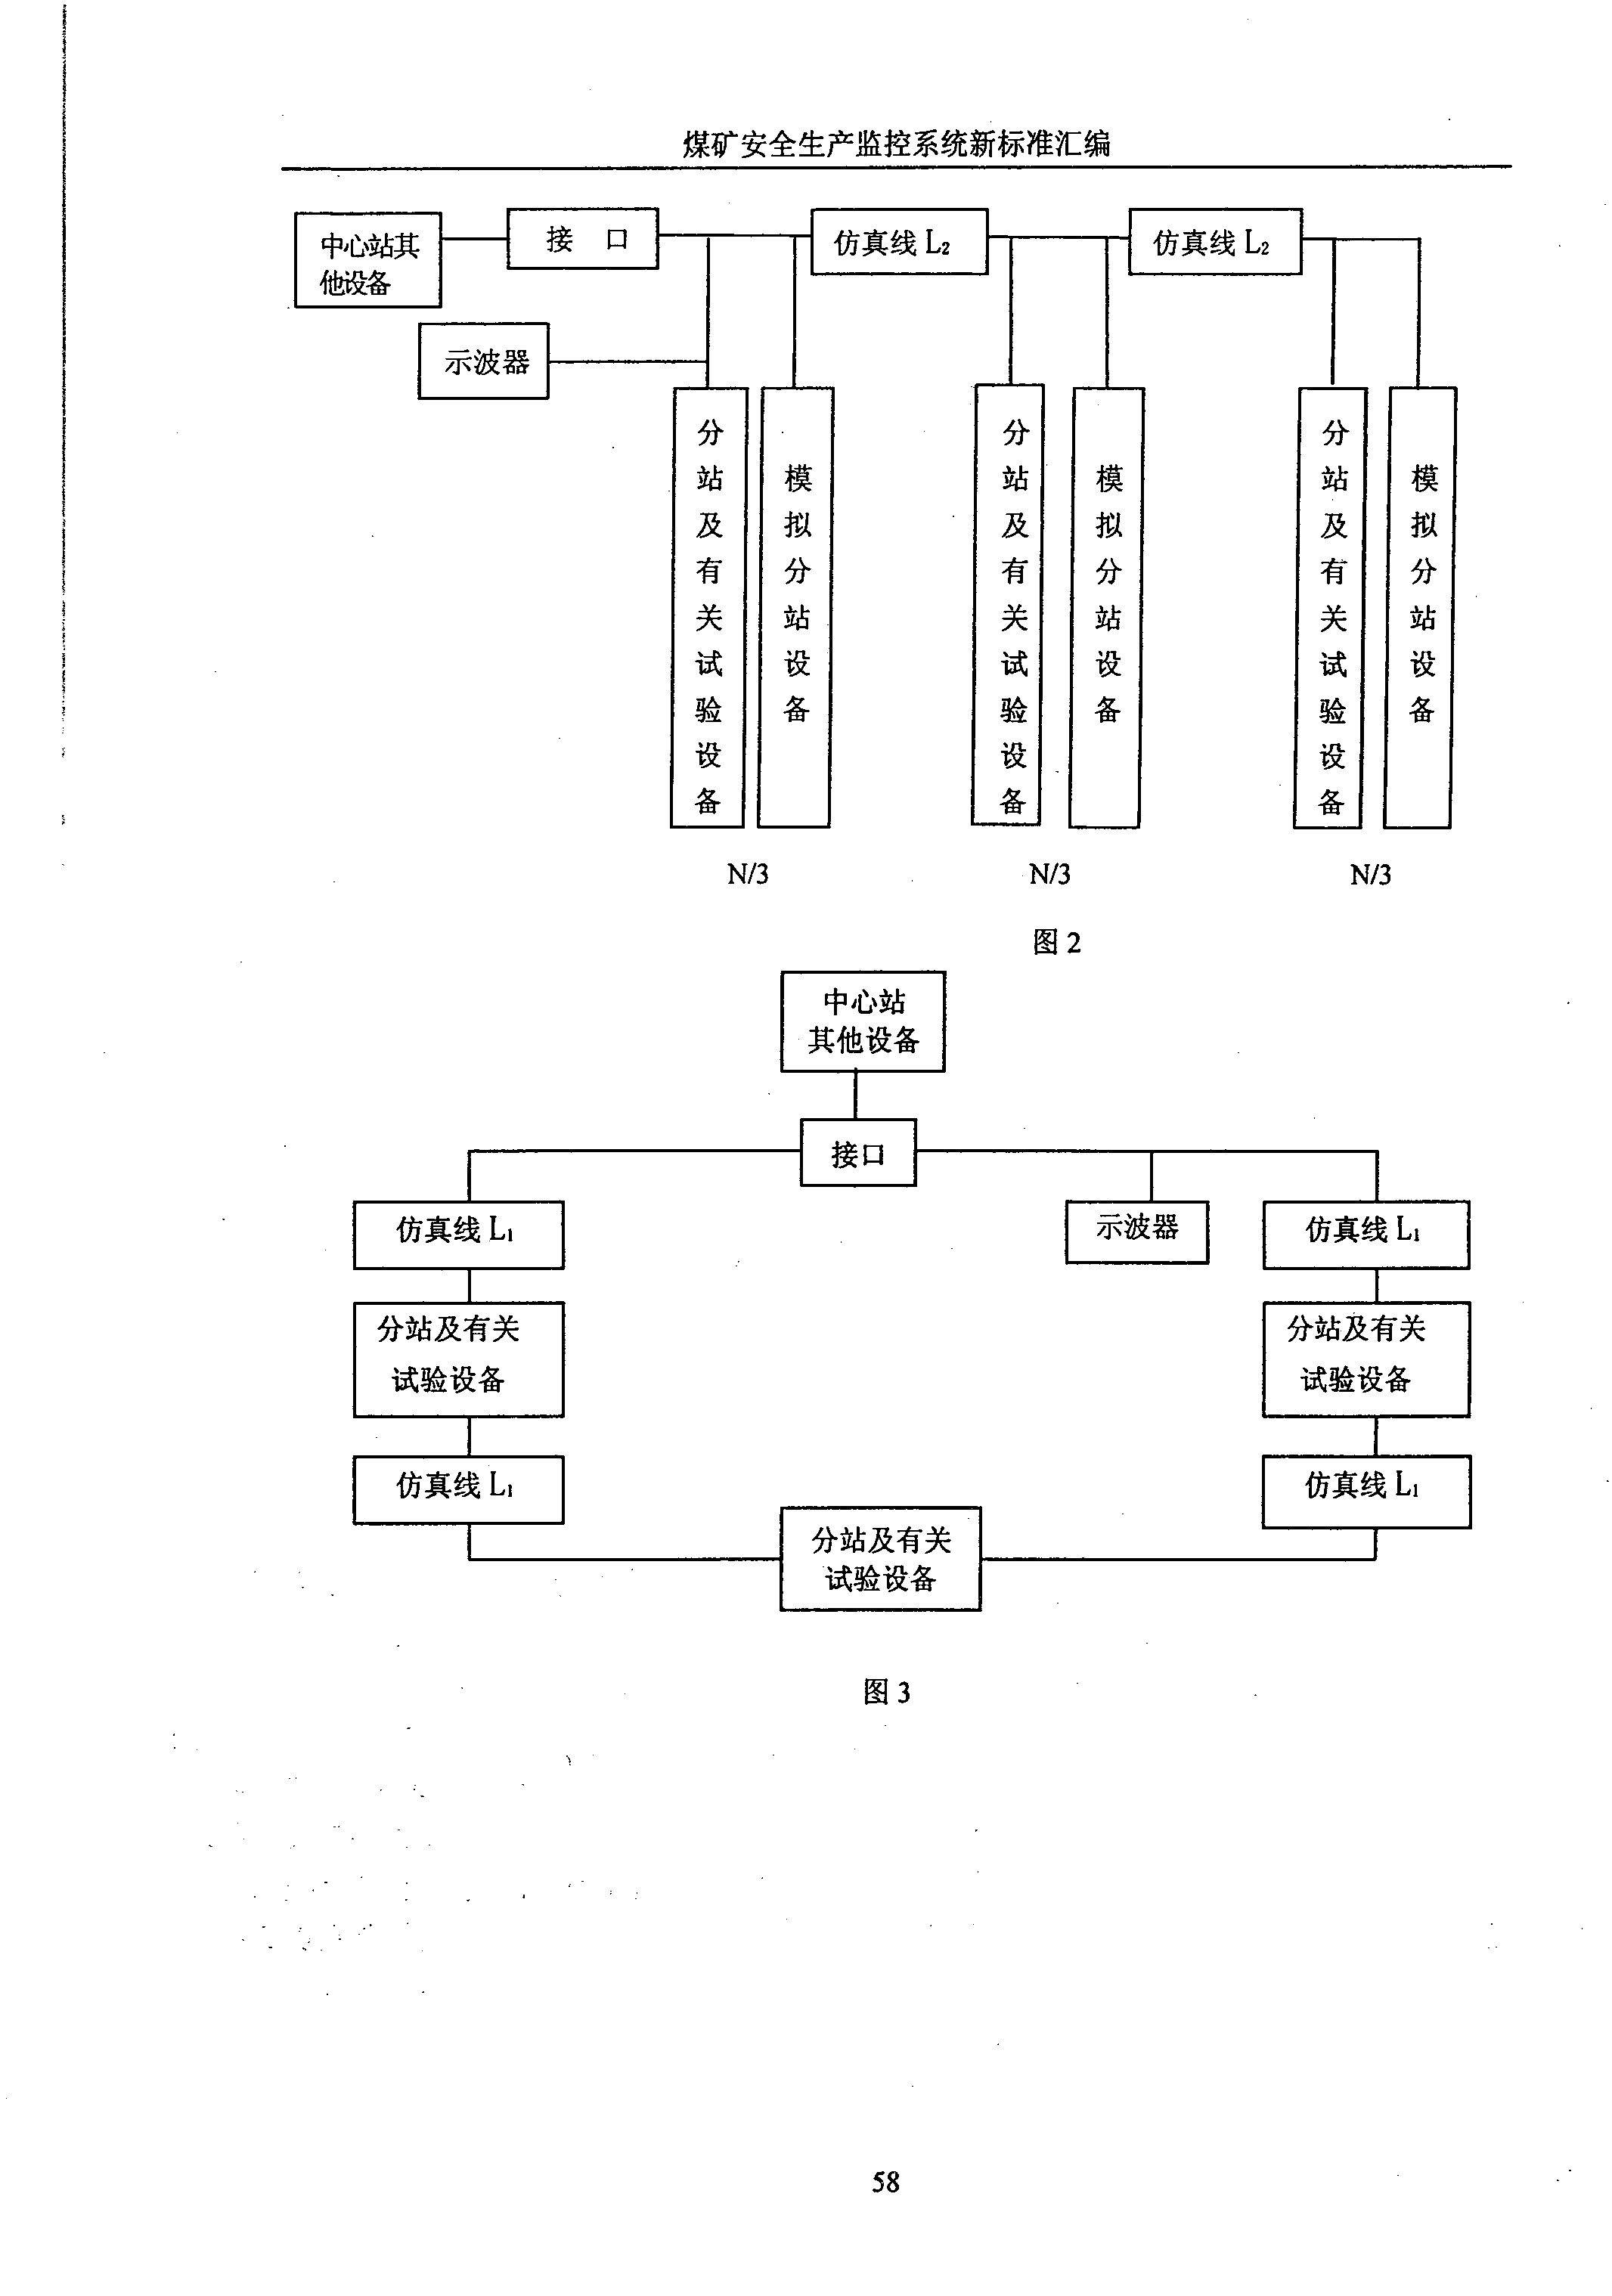 煤矿安全生产监控系统新标准汇编
中心站其
他设备
接 口
仿真线 L₂
仿真线 L₂
示波器
分站及有关试验设备
模拟分站设备
分站及有关试验设备
模拟分站设备
分站及有关试验设备
模拟分站设备
N/3
N/3
N/3
图 2
中心站
其他设备
接口
仿真线 L₁
示波器
仿真线 L₁
分站及有关
试验设备
分站及有关
试验设备
仿真线 L₁
仿真线 L₁
分站及有关
试验设备
图 3
58